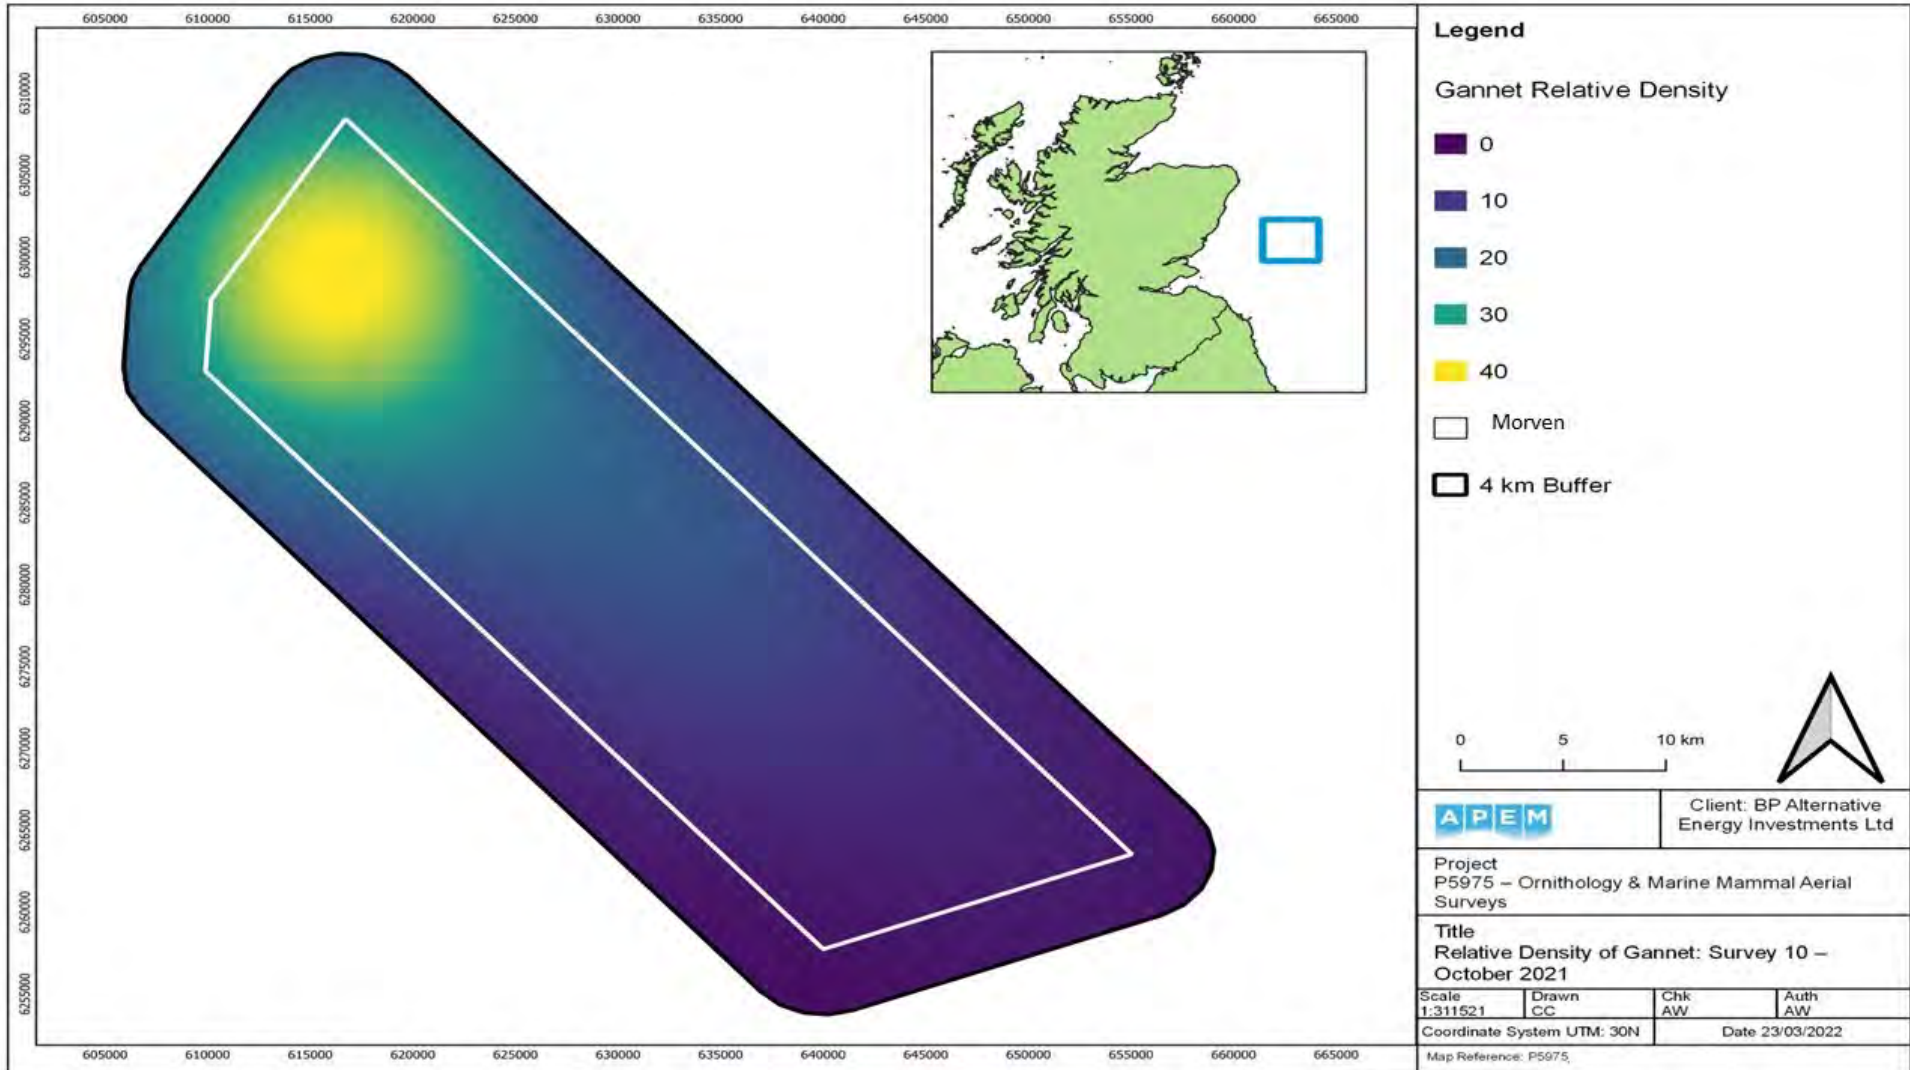 605000 610000 615000 620000 625000 630000 635000 640000 645000 650000 655000 660000 665000
6310000
6305000
6300000
6295000
6290000
6285000
6280000
6275000
6270000
6265000
6260000
6255000
605000 610000 615000 620000 625000 630000 635000 640000 645000 650000 655000 660000 665000
Legend
Gannet Relative Density
0
10
20
30
40
Morven
4 km Buffer
0 5 10 km
APEM
Client: BP Alternative
Energy Investments Ltd
Project
P5975 – Ornithology & Marine Mammal Aerial
Surveys
Title
Relative Density of Gannet: Survey 10 –
October 2021
Scale Drawn Chk Auth
1:311521 CC AW AW
Coordinate System UTM: 30N Date 23/03/2022
Map Reference: P5975